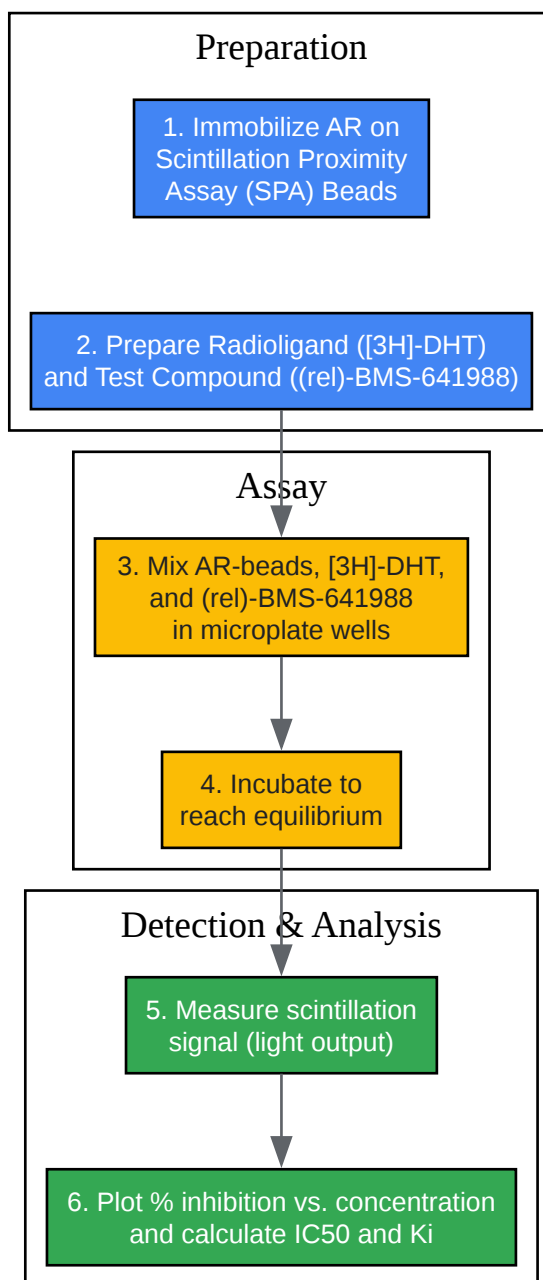 Preparation
1. Immobilize AR on
Scintillation Proximity
Assay (SPA) Beads
2. Prepare Radioligand ([3H]-DHT)
and Test Compound ((rel)-BMS-641988)
Assay
3. Mix AR-beads, [3H]-DHT,
and (rel)-BMS-641988
in microplate wells
4. Incubate to
reach equilibrium
Detection & Analysis
5. Measure scintillation
signal (light output)
6. Plot % inhibition vs. concentration
and calculate IC50 and Ki